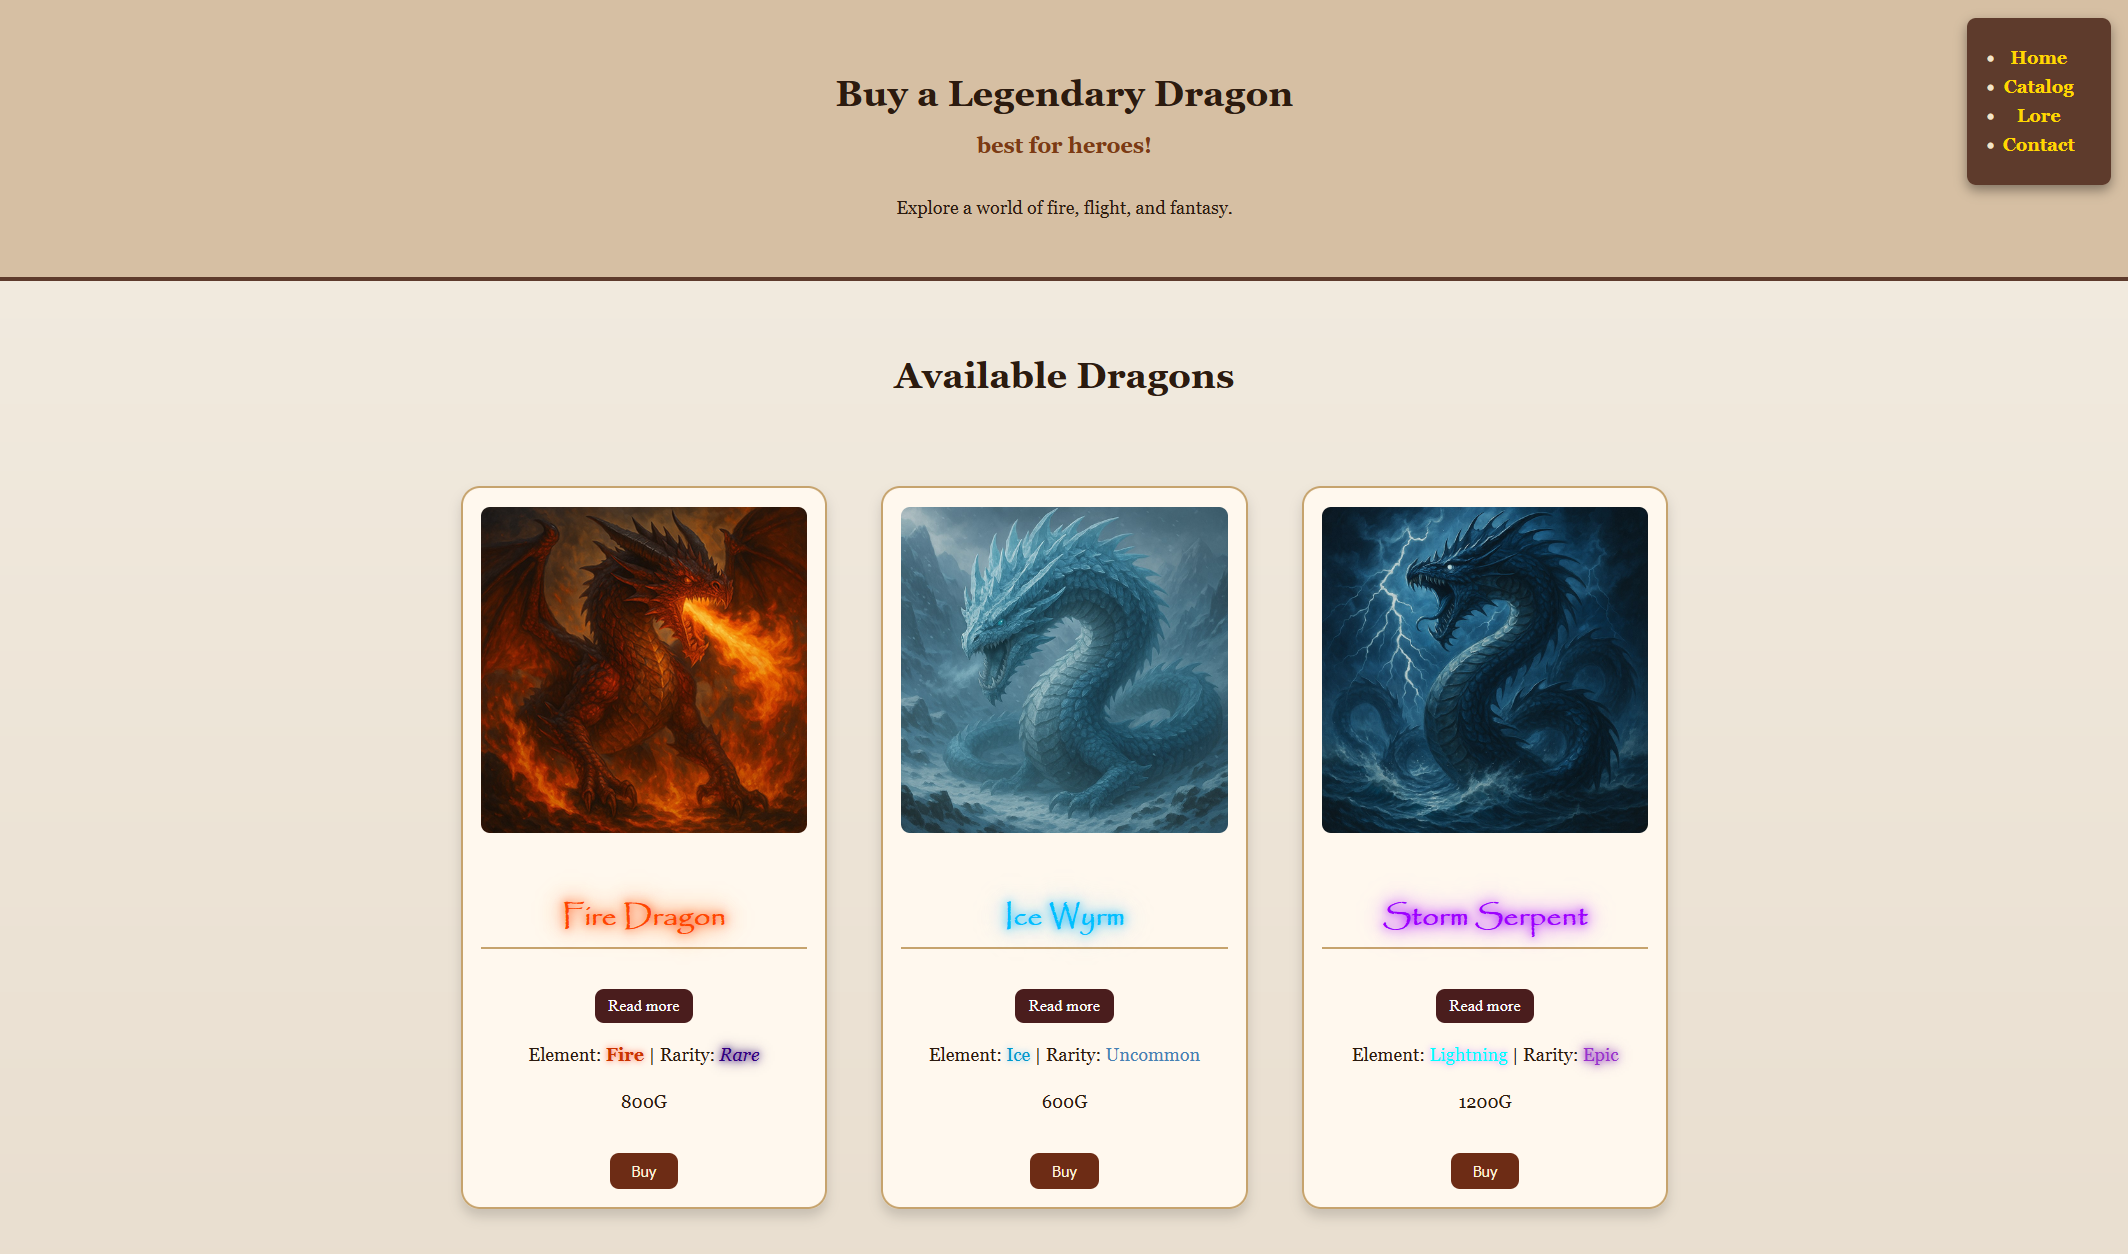 Buy a Legendary Dragon
best for heroes!
Explore a world of fire, flight, and fantasy.
Home
Catalog
Lore
Contact
Available Dragons
Fire Dragon
Read more
Element: Fire | Rarity: Rare
800G
Buy
Ice Wyrm
Read more
Element: Ice | Rarity: Uncommon
600G
Buy
Storm Serpent
Read more
Element: Lightning | Rarity: Epic
1200G
Buy